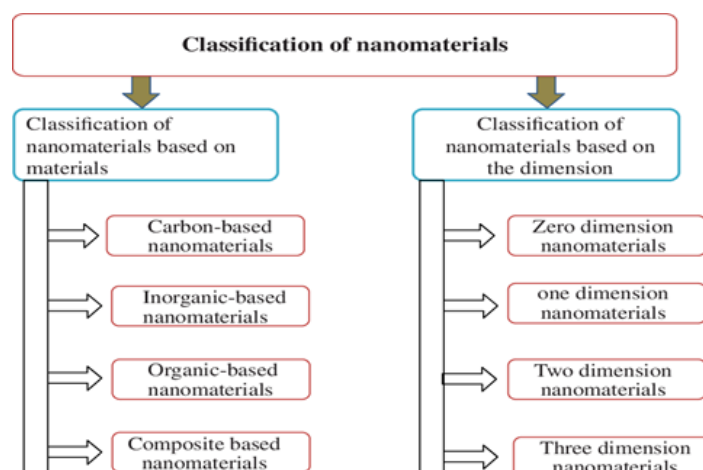 Classification of nanomaterials
Classification of
nanomaterials based on
materials
Carbon-based
nanomaterials
Inorganic-based
nanomaterials
Organic-based
nanomaterials
Composite based
nanomaterials
Classification of
nanomaterials based on
the dimension
Zero dimension
nanomaterials
one dimension
nanomaterials
Two dimension
nanomaterials
Three dimension
nanomaterials